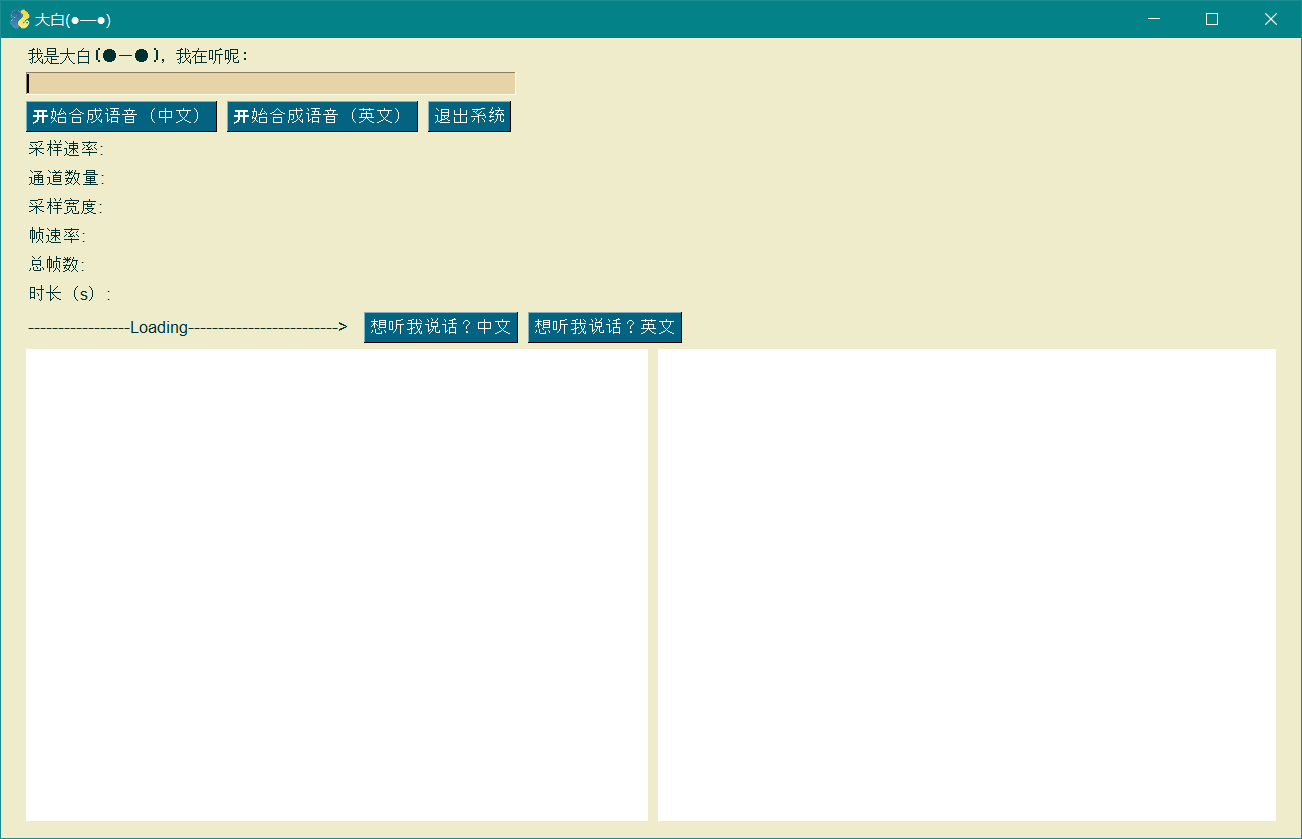 大白(●—●)
我是大白(●—●)，我在听呢：
开始合成语音（中文） 开始合成语音（英文） 退出系统
采样速率:
通道数量:
采样宽度:
帧速率:
总帧数:
时长（s）:
-----------------Loading-------------------------> 想听我说话？中文 想听我说话？英文